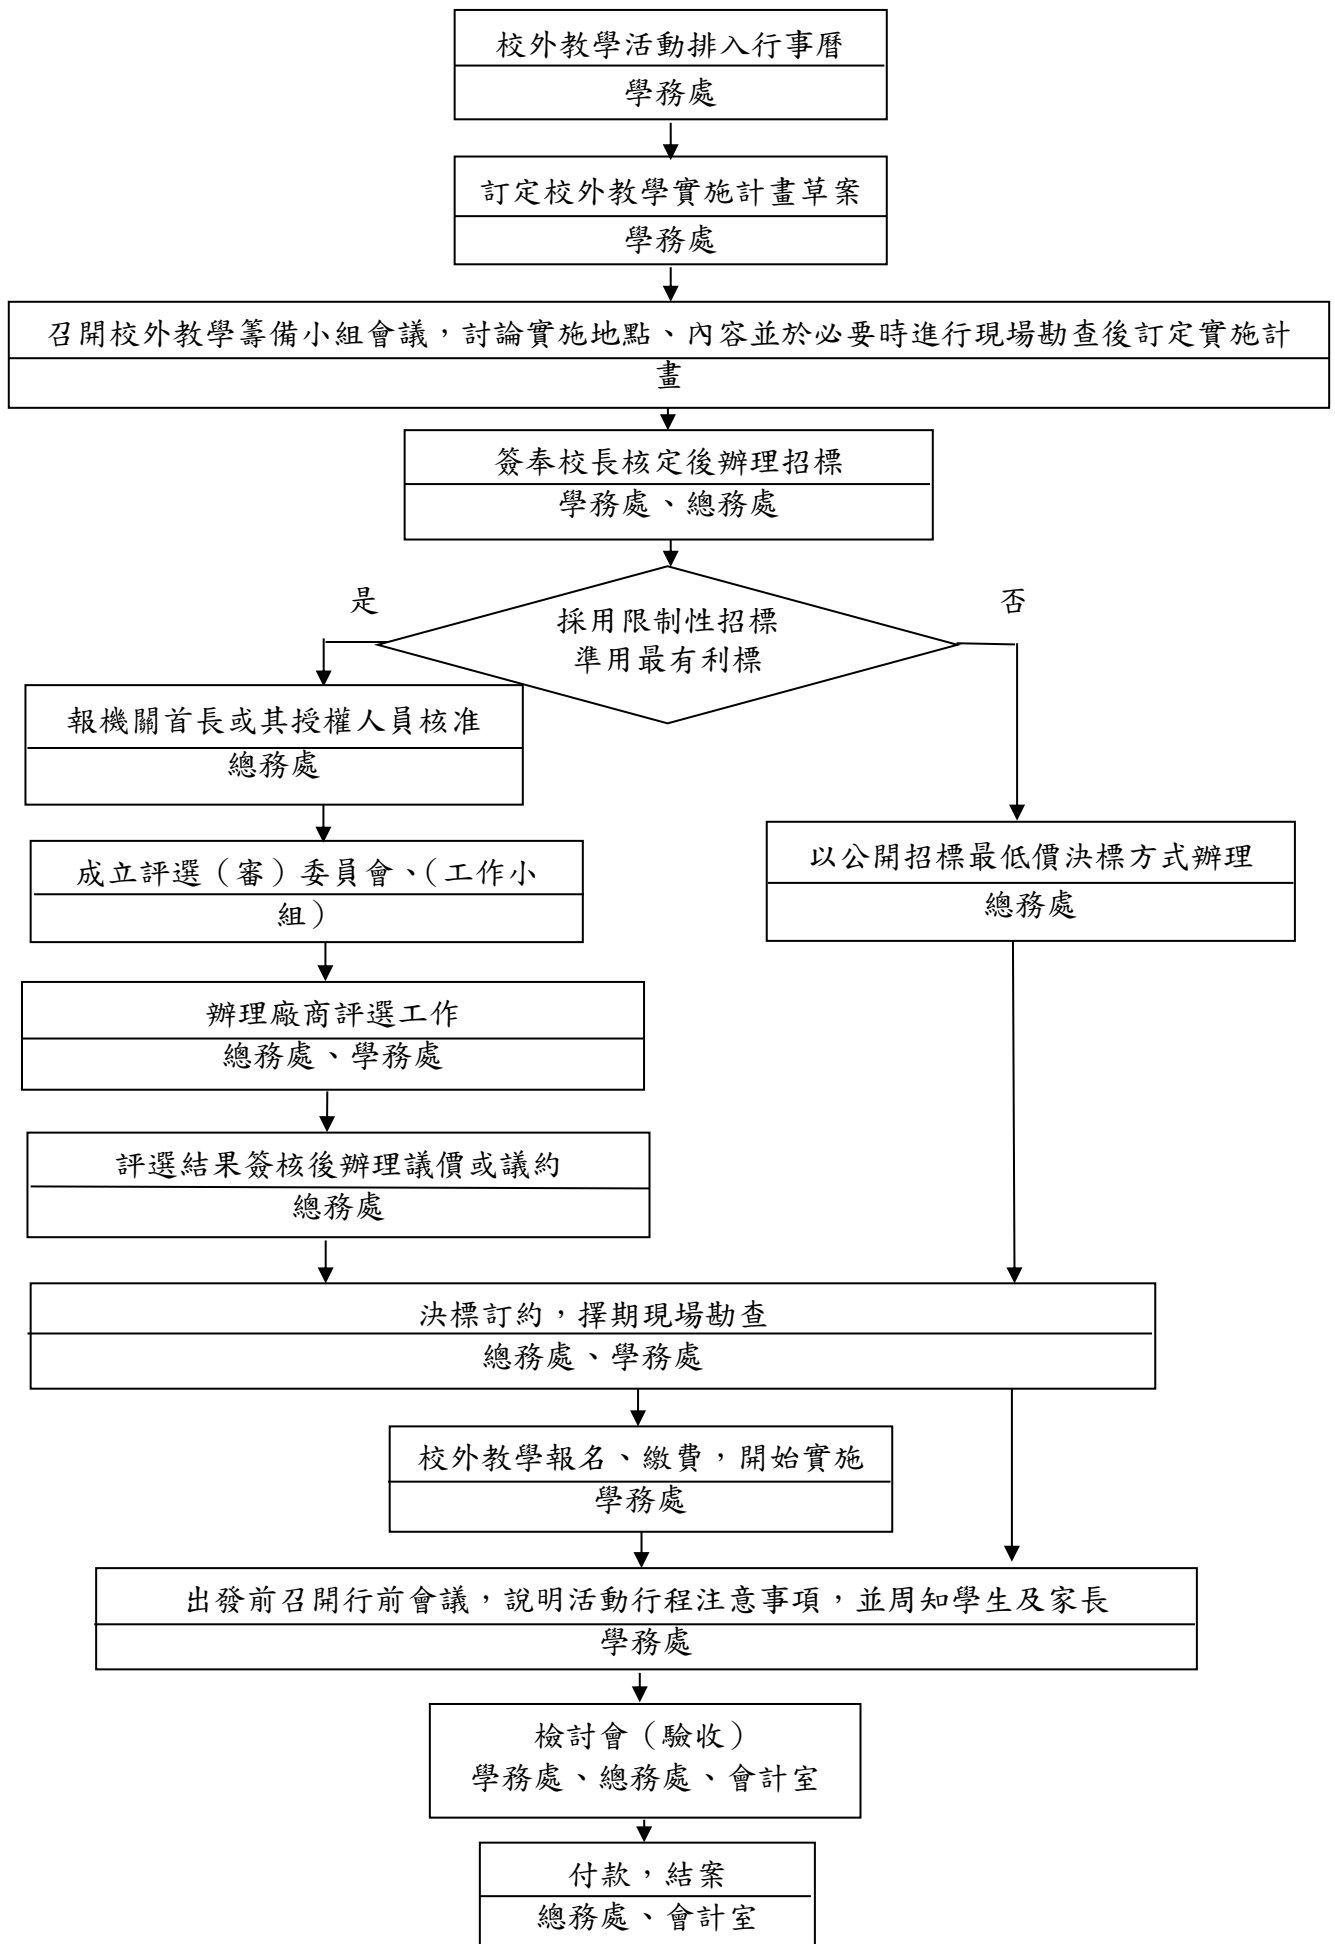 校外教學活動排入行事曆
學務處
訂定校外教學實施計畫草案
學務處
召開校外教學籌備小組會議，討論實施地點、內容並於必要時進行現場勘查後訂定實施計
畫
簽奉校長核定後辦理招標
學務處、總務處
是
否
採用限制性招標
準用最有利標
報機關首長或其授權人員核准
總務處
成立評選（審）委員會、（工作小
組）
以公開招標最低價決標方式辦理
總務處
辦理廠商評選工作
總務處、學務處
評選結果簽核後辦理議價或議約
總務處
決標訂約，擇期現場勘查
總務處、學務處
校外教學報名、繳費，開始實施
學務處
出發前召開行前會議，說明活動行程注意事項，並周知學生及家長
學務處
檢討會（驗收）
學務處、總務處、會計室
付款，結案
總務處、會計室